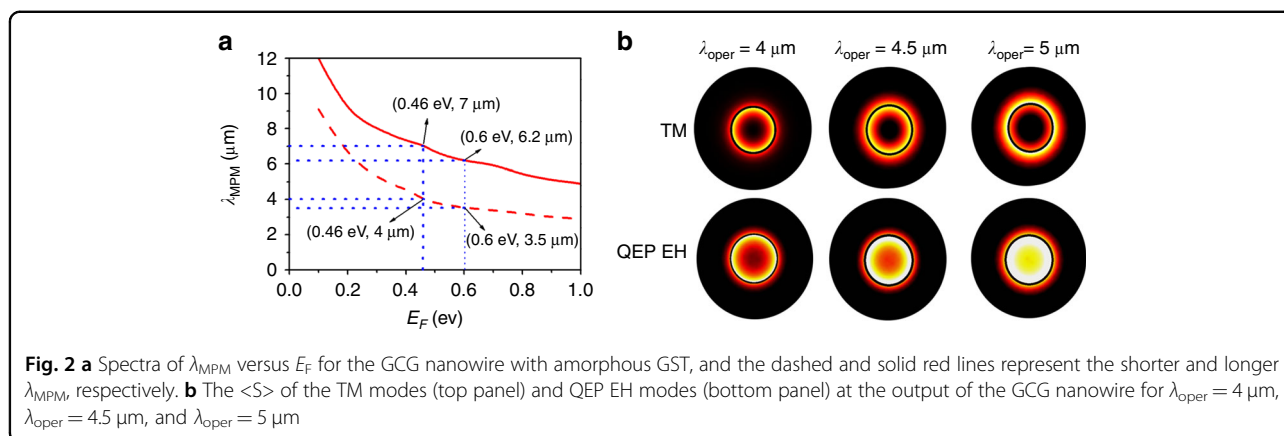 a
12
10
8
6
4
2
0
λMPM (μm)
(0.46 eV, 7 μm)
(0.6 eV, 6.2 μm)
(0.46 eV, 4 μm)
(0.6 eV, 3.5 μm)
0.0 0.2 0.4 0.6 0.8 1.0
EF (ev)
b
λoper = 4 μm λoper = 4.5 μm λoper = 5 μm
TM
QEP EH
Fig. 2 a Spectra of λMPM versus EF for the GCG nanowire with amorphous GST, and the dashed and solid red lines represent the shorter and longer
λMPM, respectively. b The <S> of the TM modes (top panel) and QEP EH modes (bottom panel) at the output of the GCG nanowire for λoper = 4 μm,
λoper = 4.5 μm, and λoper = 5 μm